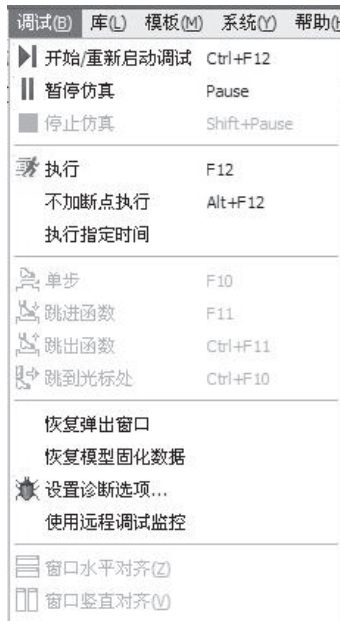 调试(B) 库(L) 模板(M) 系统(Y) 帮助(H
开始/重新启动调试 Ctrl+F12
暂停仿真 Pause
停止仿真 Shift+Pause
执行 F12
不加断点执行 Alt+F12
执行指定时间
单步 F10
跳进函数 F11
跳出函数 Ctrl+F11
跳到光标处 Ctrl+F10
恢复弹出窗口
恢复模型固化数据
设置诊断选项...
使用远程调试监控
窗口水平对齐(Z)
窗口竖直对齐(V)